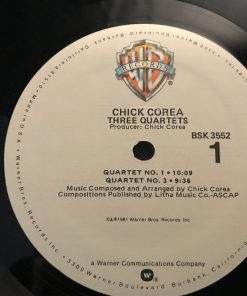 RECORDS
CHICK COREA
THREE QUARTETS
Producer: Chick Corea
BSK 3552
1
QUARTET NO. 1 • 10:09
QUARTET NO. 3 • 9:36
Music Composed and Arranged by Chick Corea
Compositions Published by Litha Music Co.-ASCAP
©℗1981 Warner Bros. Records Inc.
a Warner Communications Company
W
3300 Warner Boulevard Burbank, California
Made in U.S.A.